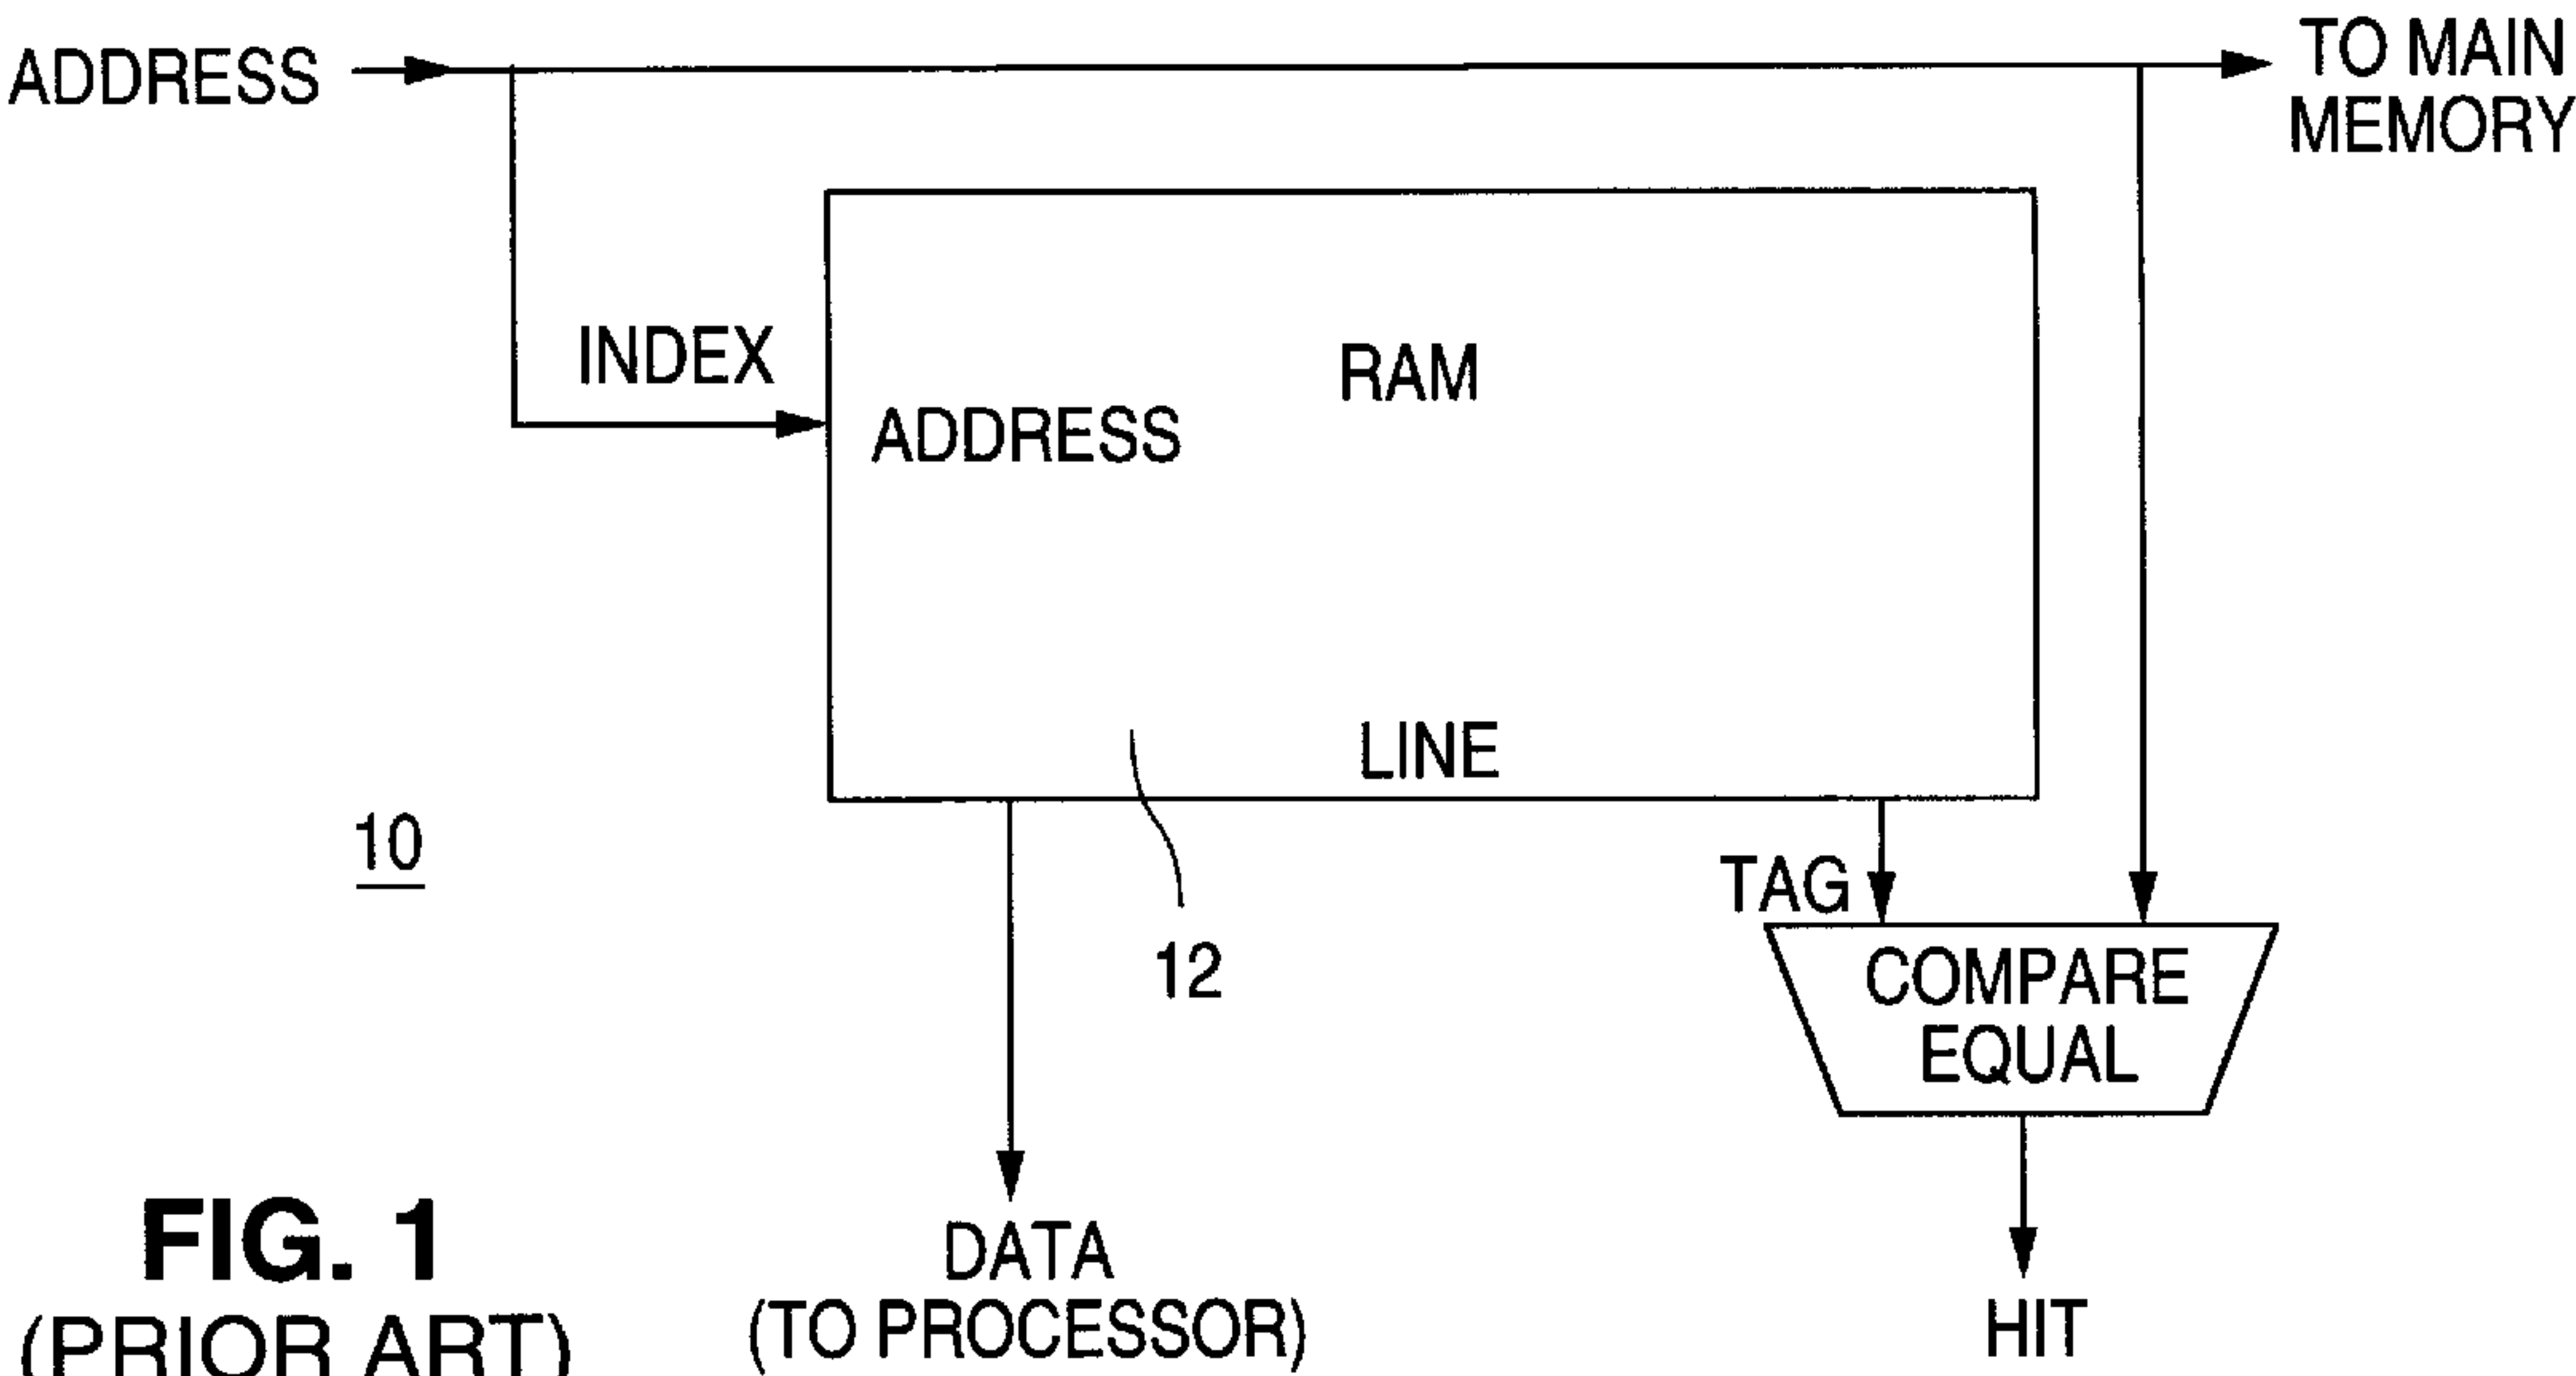 ADDRESS
TO MAIN
MEMORY
INDEX
RAM
ADDRESS
LINE
10
TAG
12
COMPARE
EQUAL
FIG. 1
(PRIOR ART)
DATA
(TO PROCESSOR)
HIT